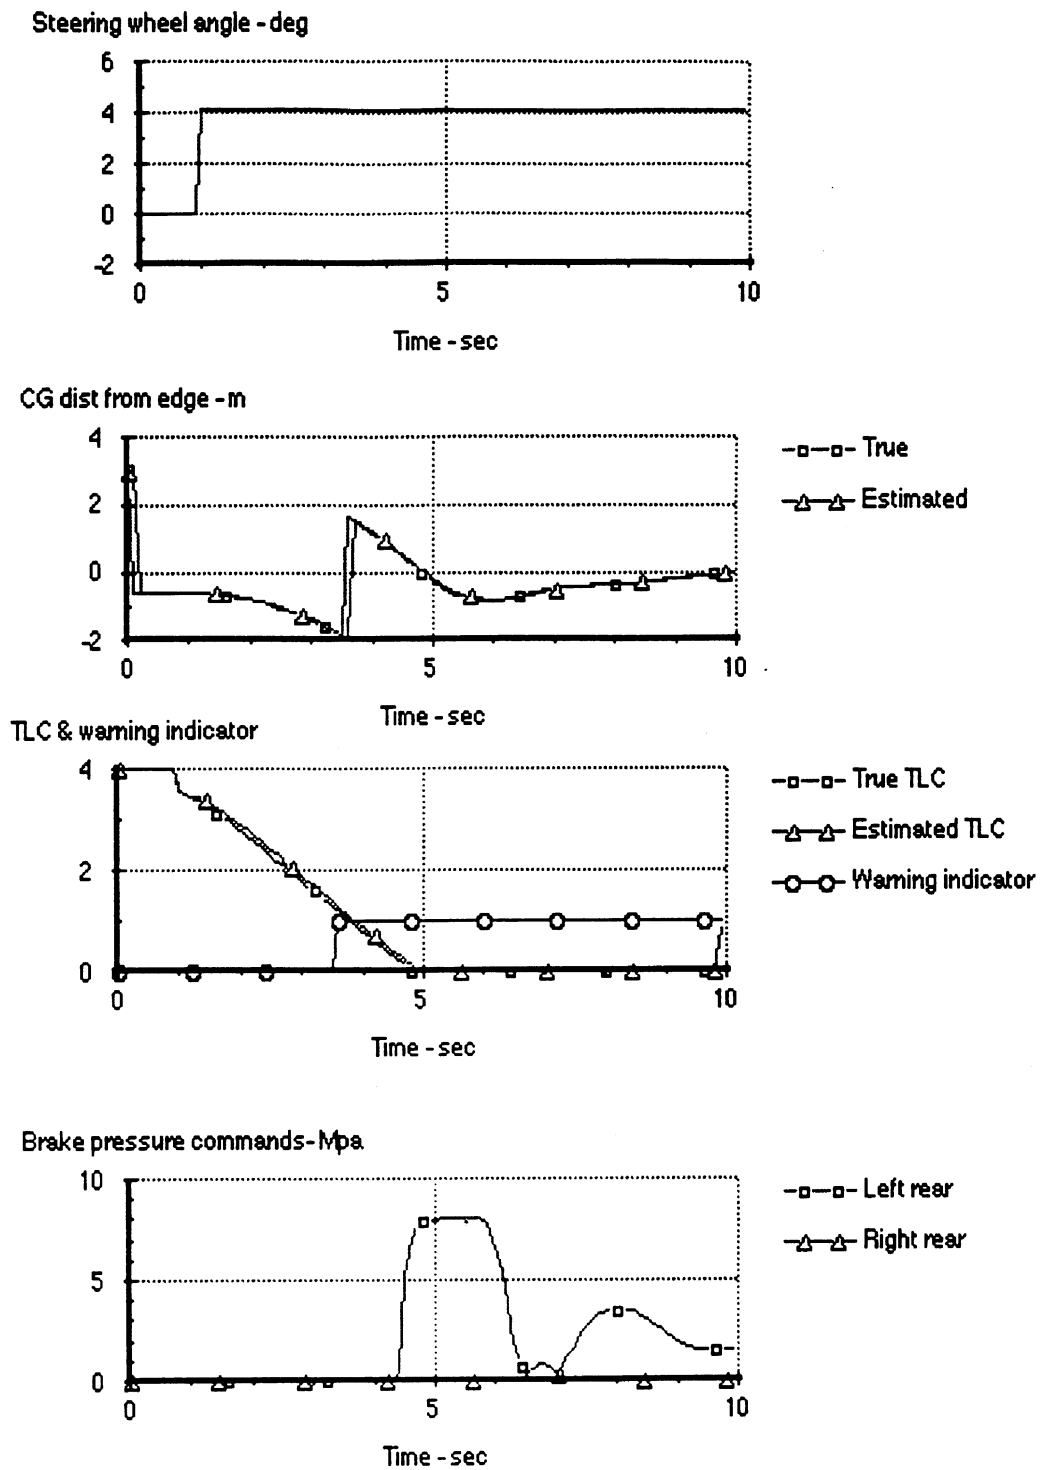 Steering wheel angle - deg
6
4
2
0
-2
0 5 10
Time - sec
CG dist from edge - m
4
2
0
-2
0 5 10
Time - sec
True
Estimated
TLC & warning indicator
4
2
0
0 5 10
Time - sec
True TLC
Estimated TLC
Warning indicator
Brake pressure commands- Mpa
10
5
0
0 5 10
Time - sec
Left rear
Right rear